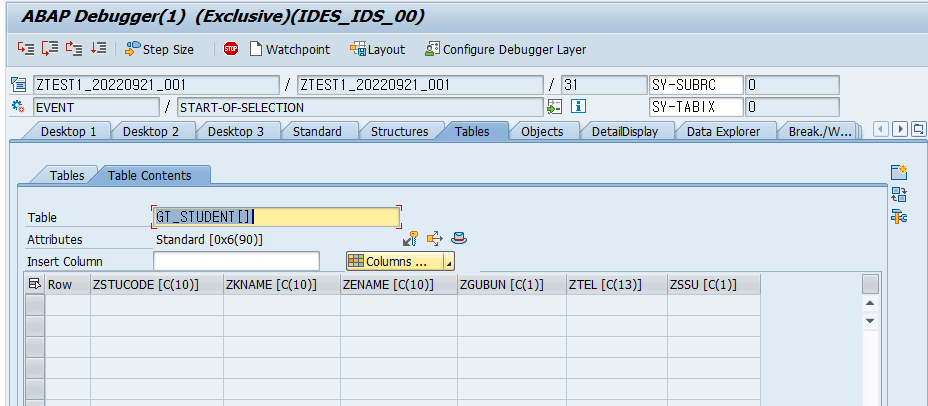 ABAP Debugger(1) (Exclusive)(IDES_IDS_00)
Step Size STOP Watchpoint Layout Configure Debugger Layer
ZTEST1_20220921_001 / ZTEST1_20220921_001 / 31 SY-SUBRC 0
EVENT / START-OF-SELECTION SY-TABIX 0
Desktop 1 Desktop 2 Desktop 3 Standard Structures Tables Objects DetailDisplay Data Explorer Break./W...
Tables Table Contents
Table GT_STUDENT[]
Attributes Standard [0x6(90)]
Insert Column Columns ...
Row ZSTUCODE [C(10)] ZKNAME [C(10)] ZENAME [C(10)] ZGUBUN [C(1)] ZTEL [C(13)] ZSSU [C(1)]